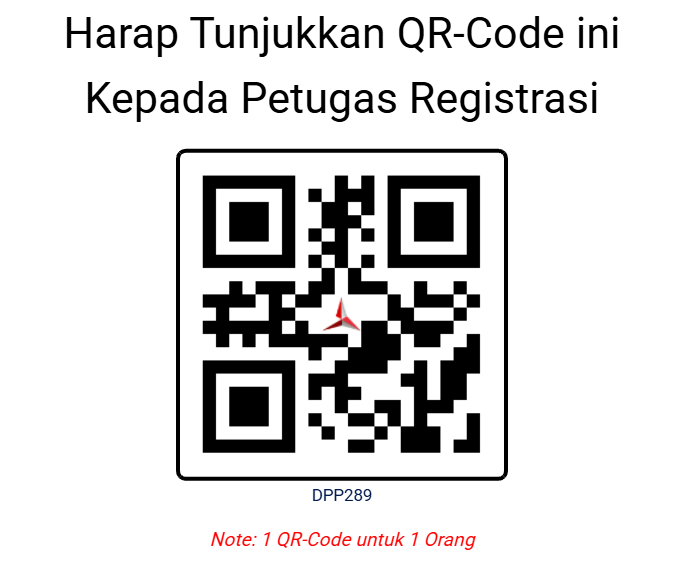 Harap Tunjukkan QR-Code ini
Kepada Petugas Registrasi
DPP289
Note: 1 QR-Code untuk 1 Orang